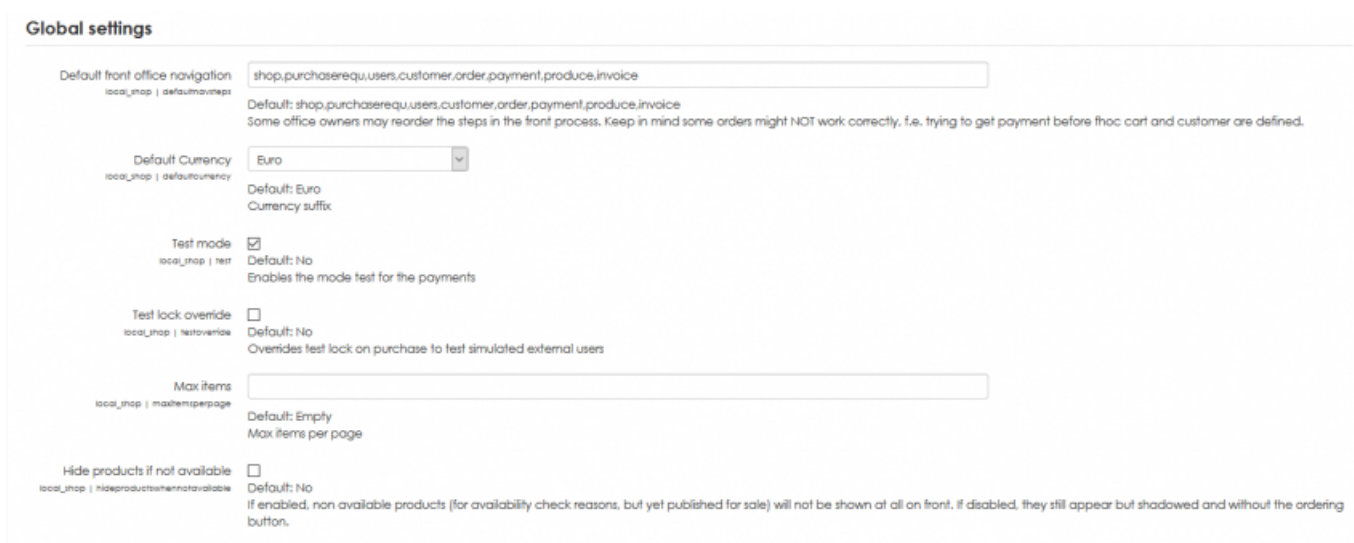 Global settings
Default front office navigation
shop,purchaserequ,users,customer,order,payment,produce,invoice
local_shop | defaultnavsteps
Default: shop,purchaserequ,users,customer,order,payment,produce,invoice
Some office owners may reorder the steps in the front process. Keep in mind some orders might NOT work correctly, f.e. trying to get payment before thoc cart and customer are defined.
Default Currency
Euro
local_shop | defaultcurrency
Default: Euro
Currency suffix
Test mode
local_shop | test
Default: No
Enables the mode test for the payments
Test lock override
local_shop | testoverride
Default: No
Overrides test lock on purchase to test simulated external users
Max items
local_shop | maxitemsperpage
Default: Empty
Max items per page
Hide products if not available
local_shop | hideproductswhennotavailable
Default: No
If enabled, non available products (for availability check reasons, but yet published for sale) will not be shown at all on front. If disabled, they still appear but shadowed and without the ordering
button.